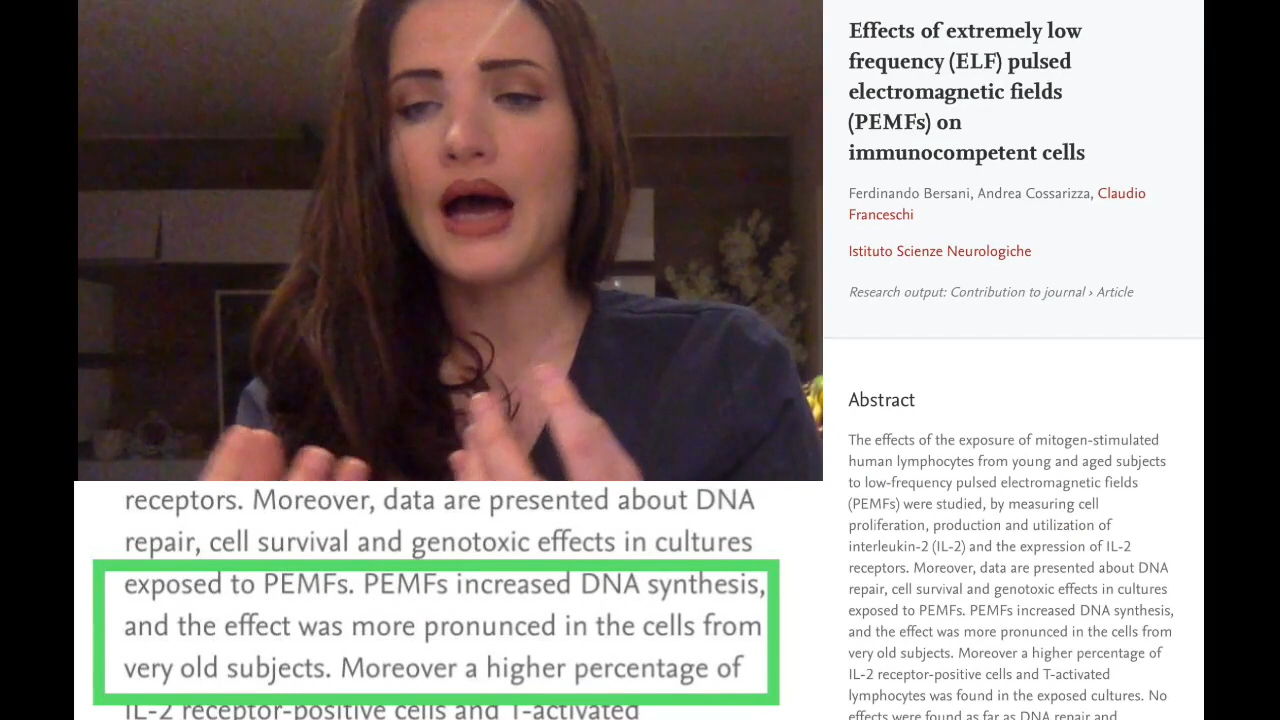 Effects of extremely low
frequency (ELF) pulsed
electromagnetic fields
(PEMFs) on
immunocompetent cells
Ferdinando Bersani, Andrea Cossarizza, Claudio
Franceschi
Istituto Scienze Neurologiche
Research output: Contribution to journal › Article
Abstract
The effects of the exposure of mitogen-stimulated
human lymphocytes from young and aged subjects
to low-frequency pulsed electromagnetic fields
(PEMFs) were studied, by measuring cell
proliferation, production and utilization of
interleukin-2 (IL-2) and the expression of IL-2
receptors. Moreover, data are presented about DNA
repair, cell survival and genotoxic effects in cultures
exposed to PEMFs. PEMFs increased DNA synthesis,
and the effect was more pronunced in the cells from
very old subjects. Moreover a higher percentage of
IL-2 receptor-positive cells and T-activated
lymphocytes was found in the exposed cultures. No
effects were found as far as DNA repair and
receptors. Moreover, data are presented about DNA
repair, cell survival and genotoxic effects in cultures
exposed to PEMFs. PEMFs increased DNA synthesis,
and the effect was more pronunced in the cells from
very old subjects. Moreover a higher percentage of
IL-2 receptor-positive cells and T-activated